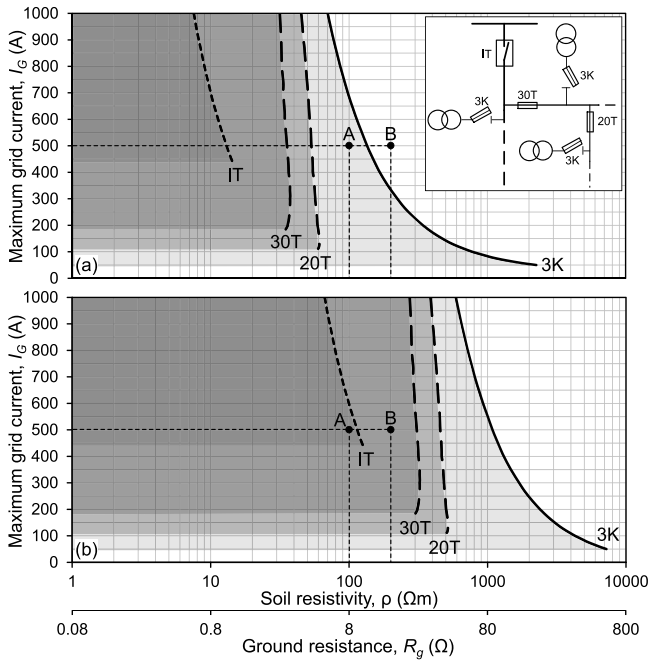 Maximum grid current, I_G (A)
1000
900
800
700
600
500
400
300
200
100
0
A
B
IT
30T
20T
3K
(a)
IT
3K
3K
30T
20T
3K
Maximum grid current, I_G (A)
1000
900
800
700
600
500
400
300
200
100
0
A
B
IT
30T
20T
3K
(b)
1 10 100 1000 10000
Soil resistivity, ρ (Ωm)
0.08 0.8 8 80 800
Ground resistance, R_g (Ω)